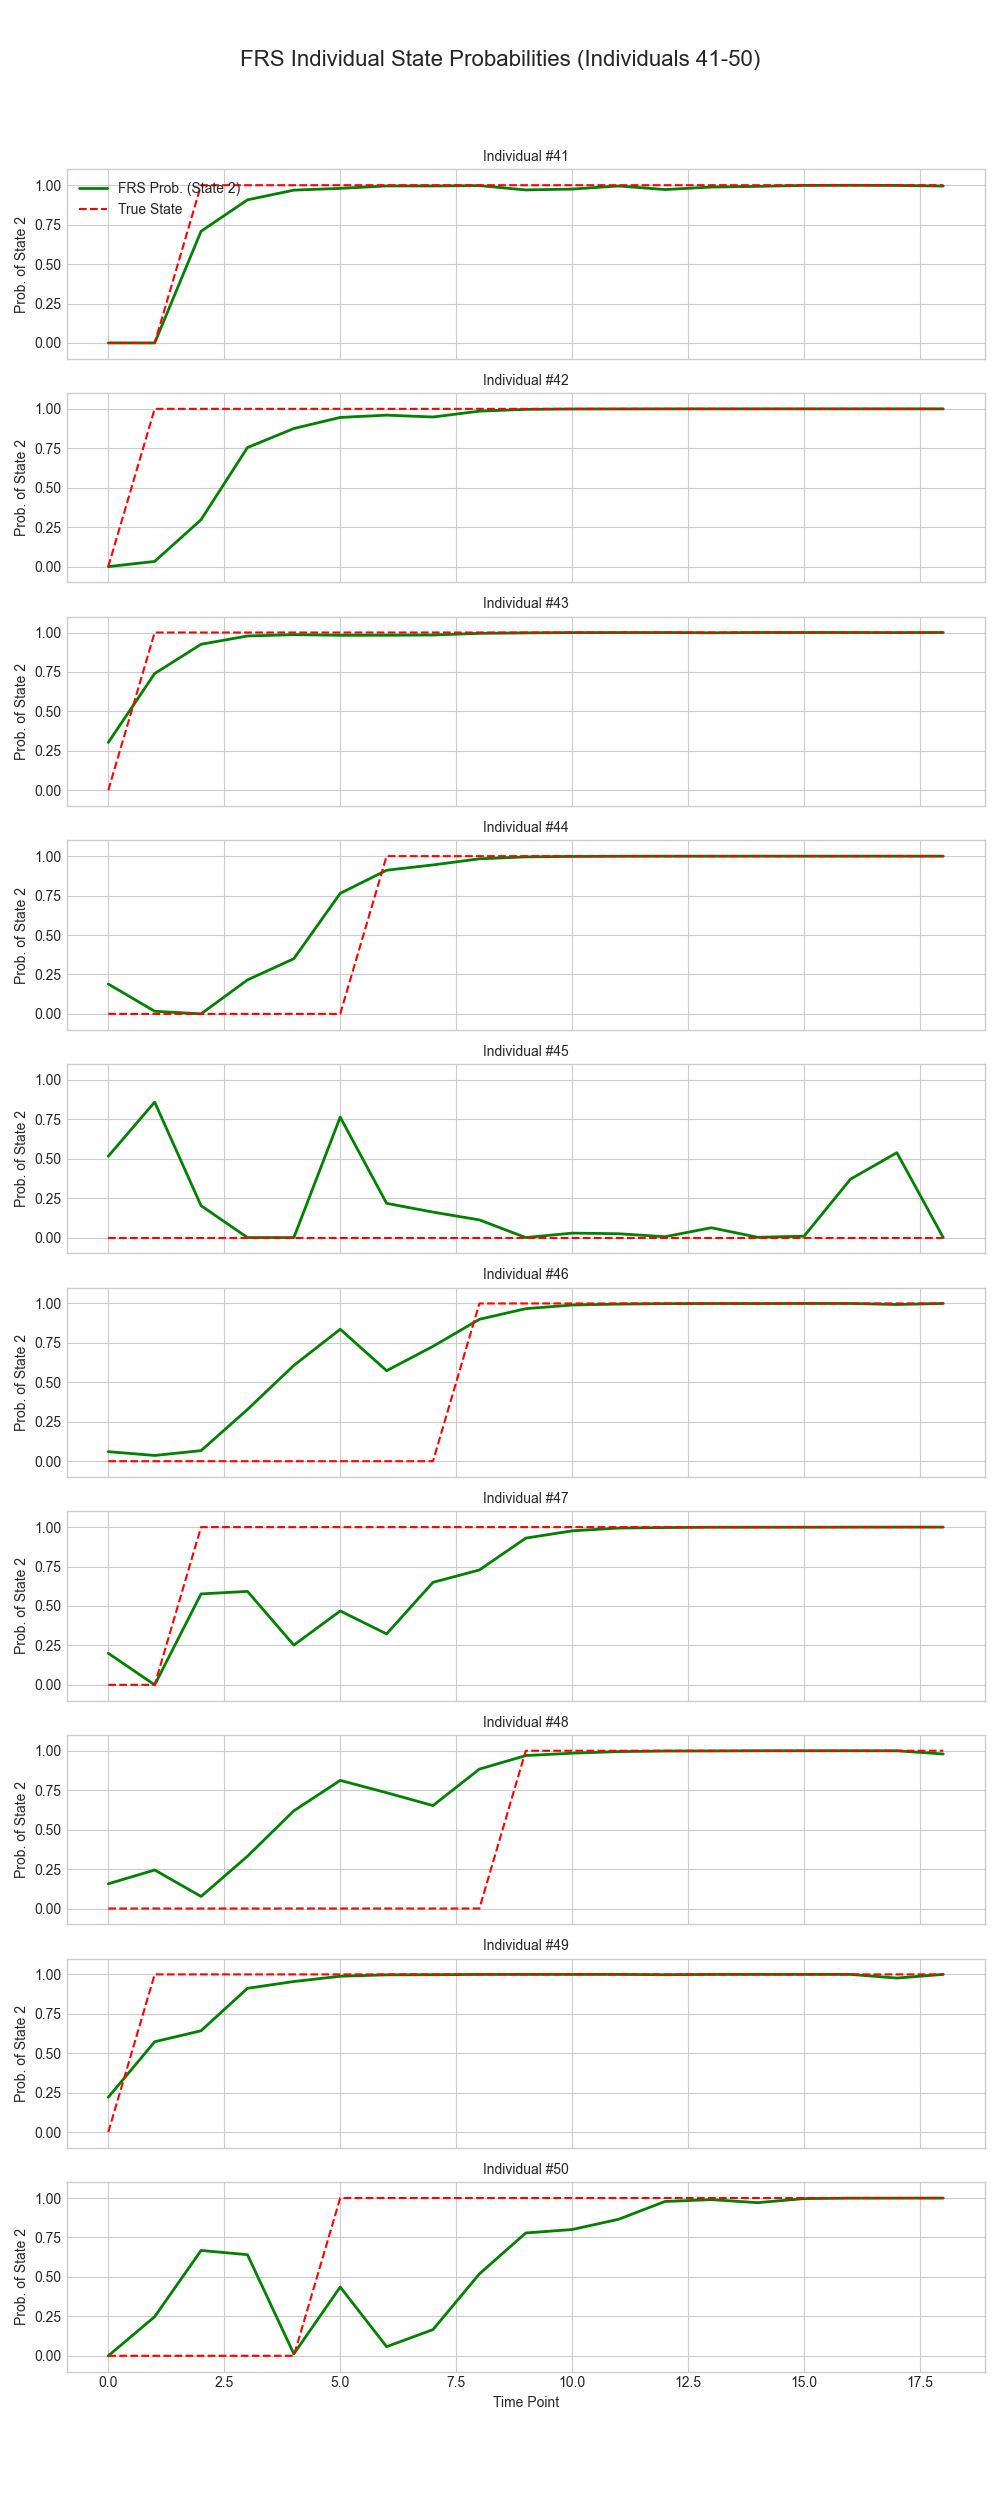 FRS Individual State Probabilities (Individuals 41-50)
Individual #41
FRS Prob. (State 2)
True State
Prob. of State 2
1.00
0.75
0.50
0.25
0.00
Individual #42
Prob. of State 2
1.00
0.75
0.50
0.25
0.00
Individual #43
Prob. of State 2
1.00
0.75
0.50
0.25
0.00
Individual #44
Prob. of State 2
1.00
0.75
0.50
0.25
0.00
Individual #45
Prob. of State 2
1.00
0.75
0.50
0.25
0.00
Individual #46
Prob. of State 2
1.00
0.75
0.50
0.25
0.00
Individual #47
Prob. of State 2
1.00
0.75
0.50
0.25
0.00
Individual #48
Prob. of State 2
1.00
0.75
0.50
0.25
0.00
Individual #49
Prob. of State 2
1.00
0.75
0.50
0.25
0.00
Individual #50
Prob. of State 2
1.00
0.75
0.50
0.25
0.00
0.0 2.5 5.0 7.5 10.0 12.5 15.0 17.5
Time Point